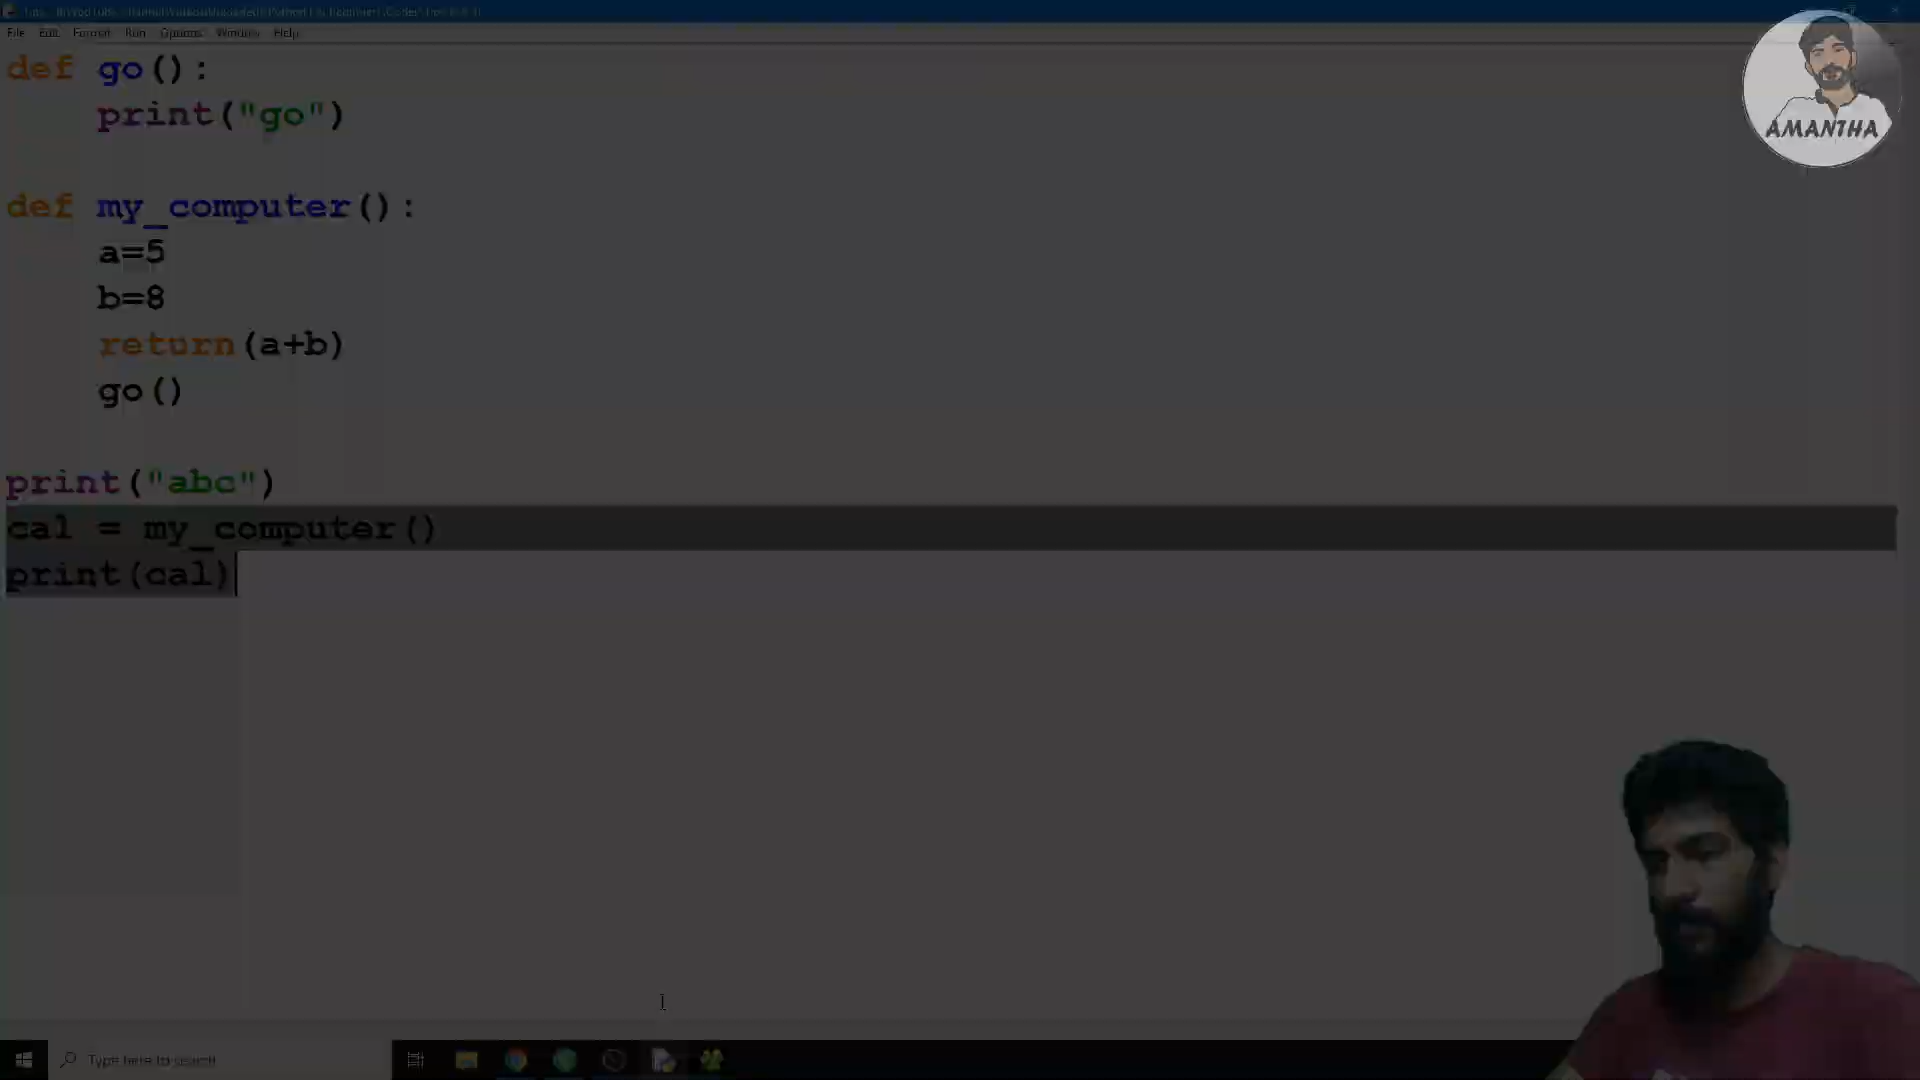 File Edit Format Run Options Window Help
def go():
print("go")
def my_computer():
a=5
b=8
return(a+b)
go()
print("abc")
cal = my_computer()
print(cal)
AMANTHA
Type here to search